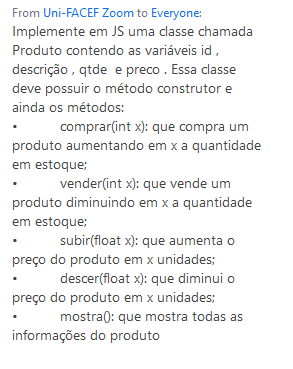 From Uni-FACEF Zoom to Everyone:
Implemente em JS uma classe chamada
Produto contendo as variáveis id ,
descrição , qtde  e preco . Essa classe
deve possuir o método construtor e
ainda os métodos:
•	comprar(int x): que compra um
produto aumentando em x a quantidade
em estoque;
•	vender(int x): que vende um
produto diminuindo em x a quantidade
em estoque;
•	subir(float x): que aumenta o
preço do produto em x unidades;
•	descer(float x): que diminui o
preço do produto em x unidades;
•	mostra(): que mostra todas as
informações do produto